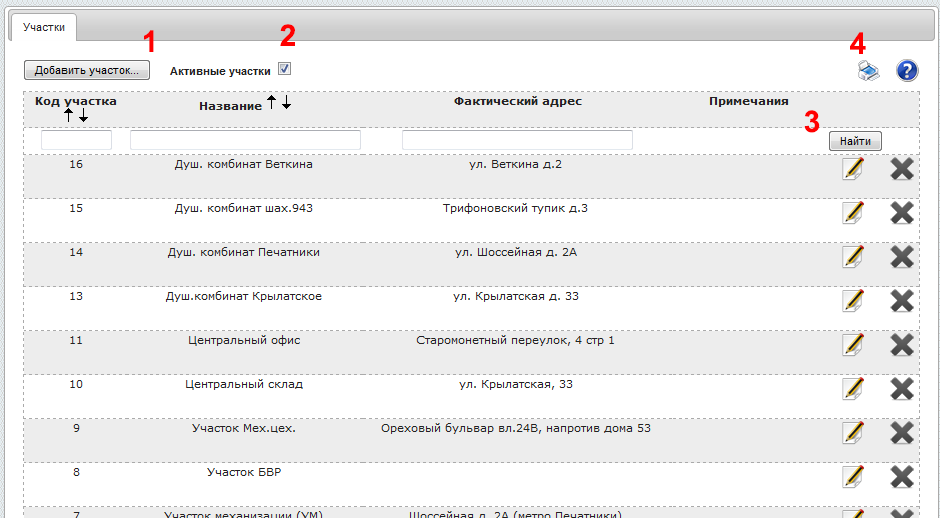 Участки
1
2
4
Добавить участок...
Активные участки
?
Код участка
Название
Фактический адрес
Примечания
3
Найти
16 Душ. комбинат Веткина ул. Веткина д.2
15 Душ. комбинат шах.943 Трифоновский тупик д.3
14 Душ. комбинат Печатники ул. Шоссейная д. 2А
13 Душ.комбинат Крылатское ул. Крылатская д. 33
11 Центральный офис Старомонетный переулок, 4 стр 1
10 Центральный склад ул. Крылатская, 33
9 Участок Мех.цех. Ореховый бульвар вл.24В, напротив дома 53
8 Участок БВР
7 Участок механизации (УМ) Шоссейная д. 2А (метро Печатники)